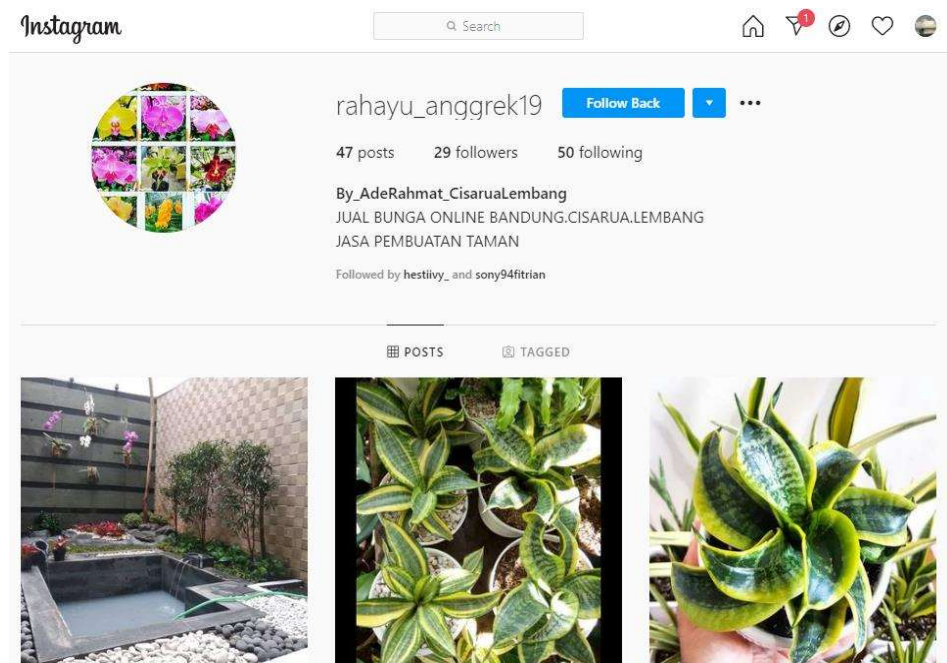 Instagram
Search
1
rahayu_anggrek19
Follow Back
47 posts 29 followers 50 following
By_AdeRahmat_CisaruaLembang
JUAL BUNGA ONLINE BANDUNG.CISARUA.LEMBANG
JASA PEMBUATAN TAMAN
Followed by hestiivy_ and sony94fitrian
POSTS TAGGED